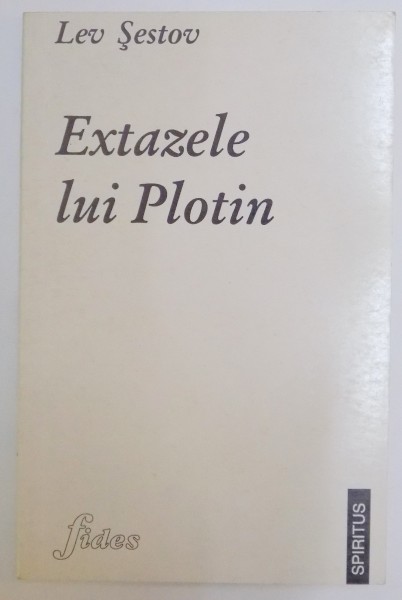 Lev Şestov
Extazele
lui Plotin
fides
SPIRITUS